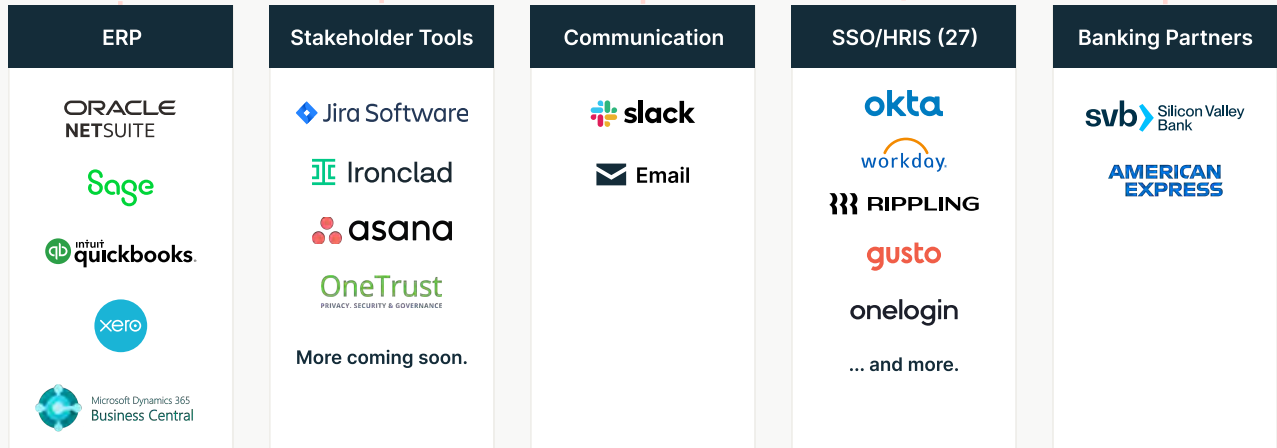 ERP
ORACLE
NETSUITE
Sage
qb
intuit
quickbooks.
xero
Microsoft Dynamics 365
Business Central
Stakeholder Tools
Jira Software
Ironclad
asana
OneTrust
PRIVACY. SECURITY & GOVERNANCE
More coming soon.
Communication
slack
Email
SSO/HRIS (27)
okta
workday.
RIPPLING
gusto
onelogin
... and more.
Banking Partners
svb
Silicon Valley
Bank
AMERICAN
EXPRESS